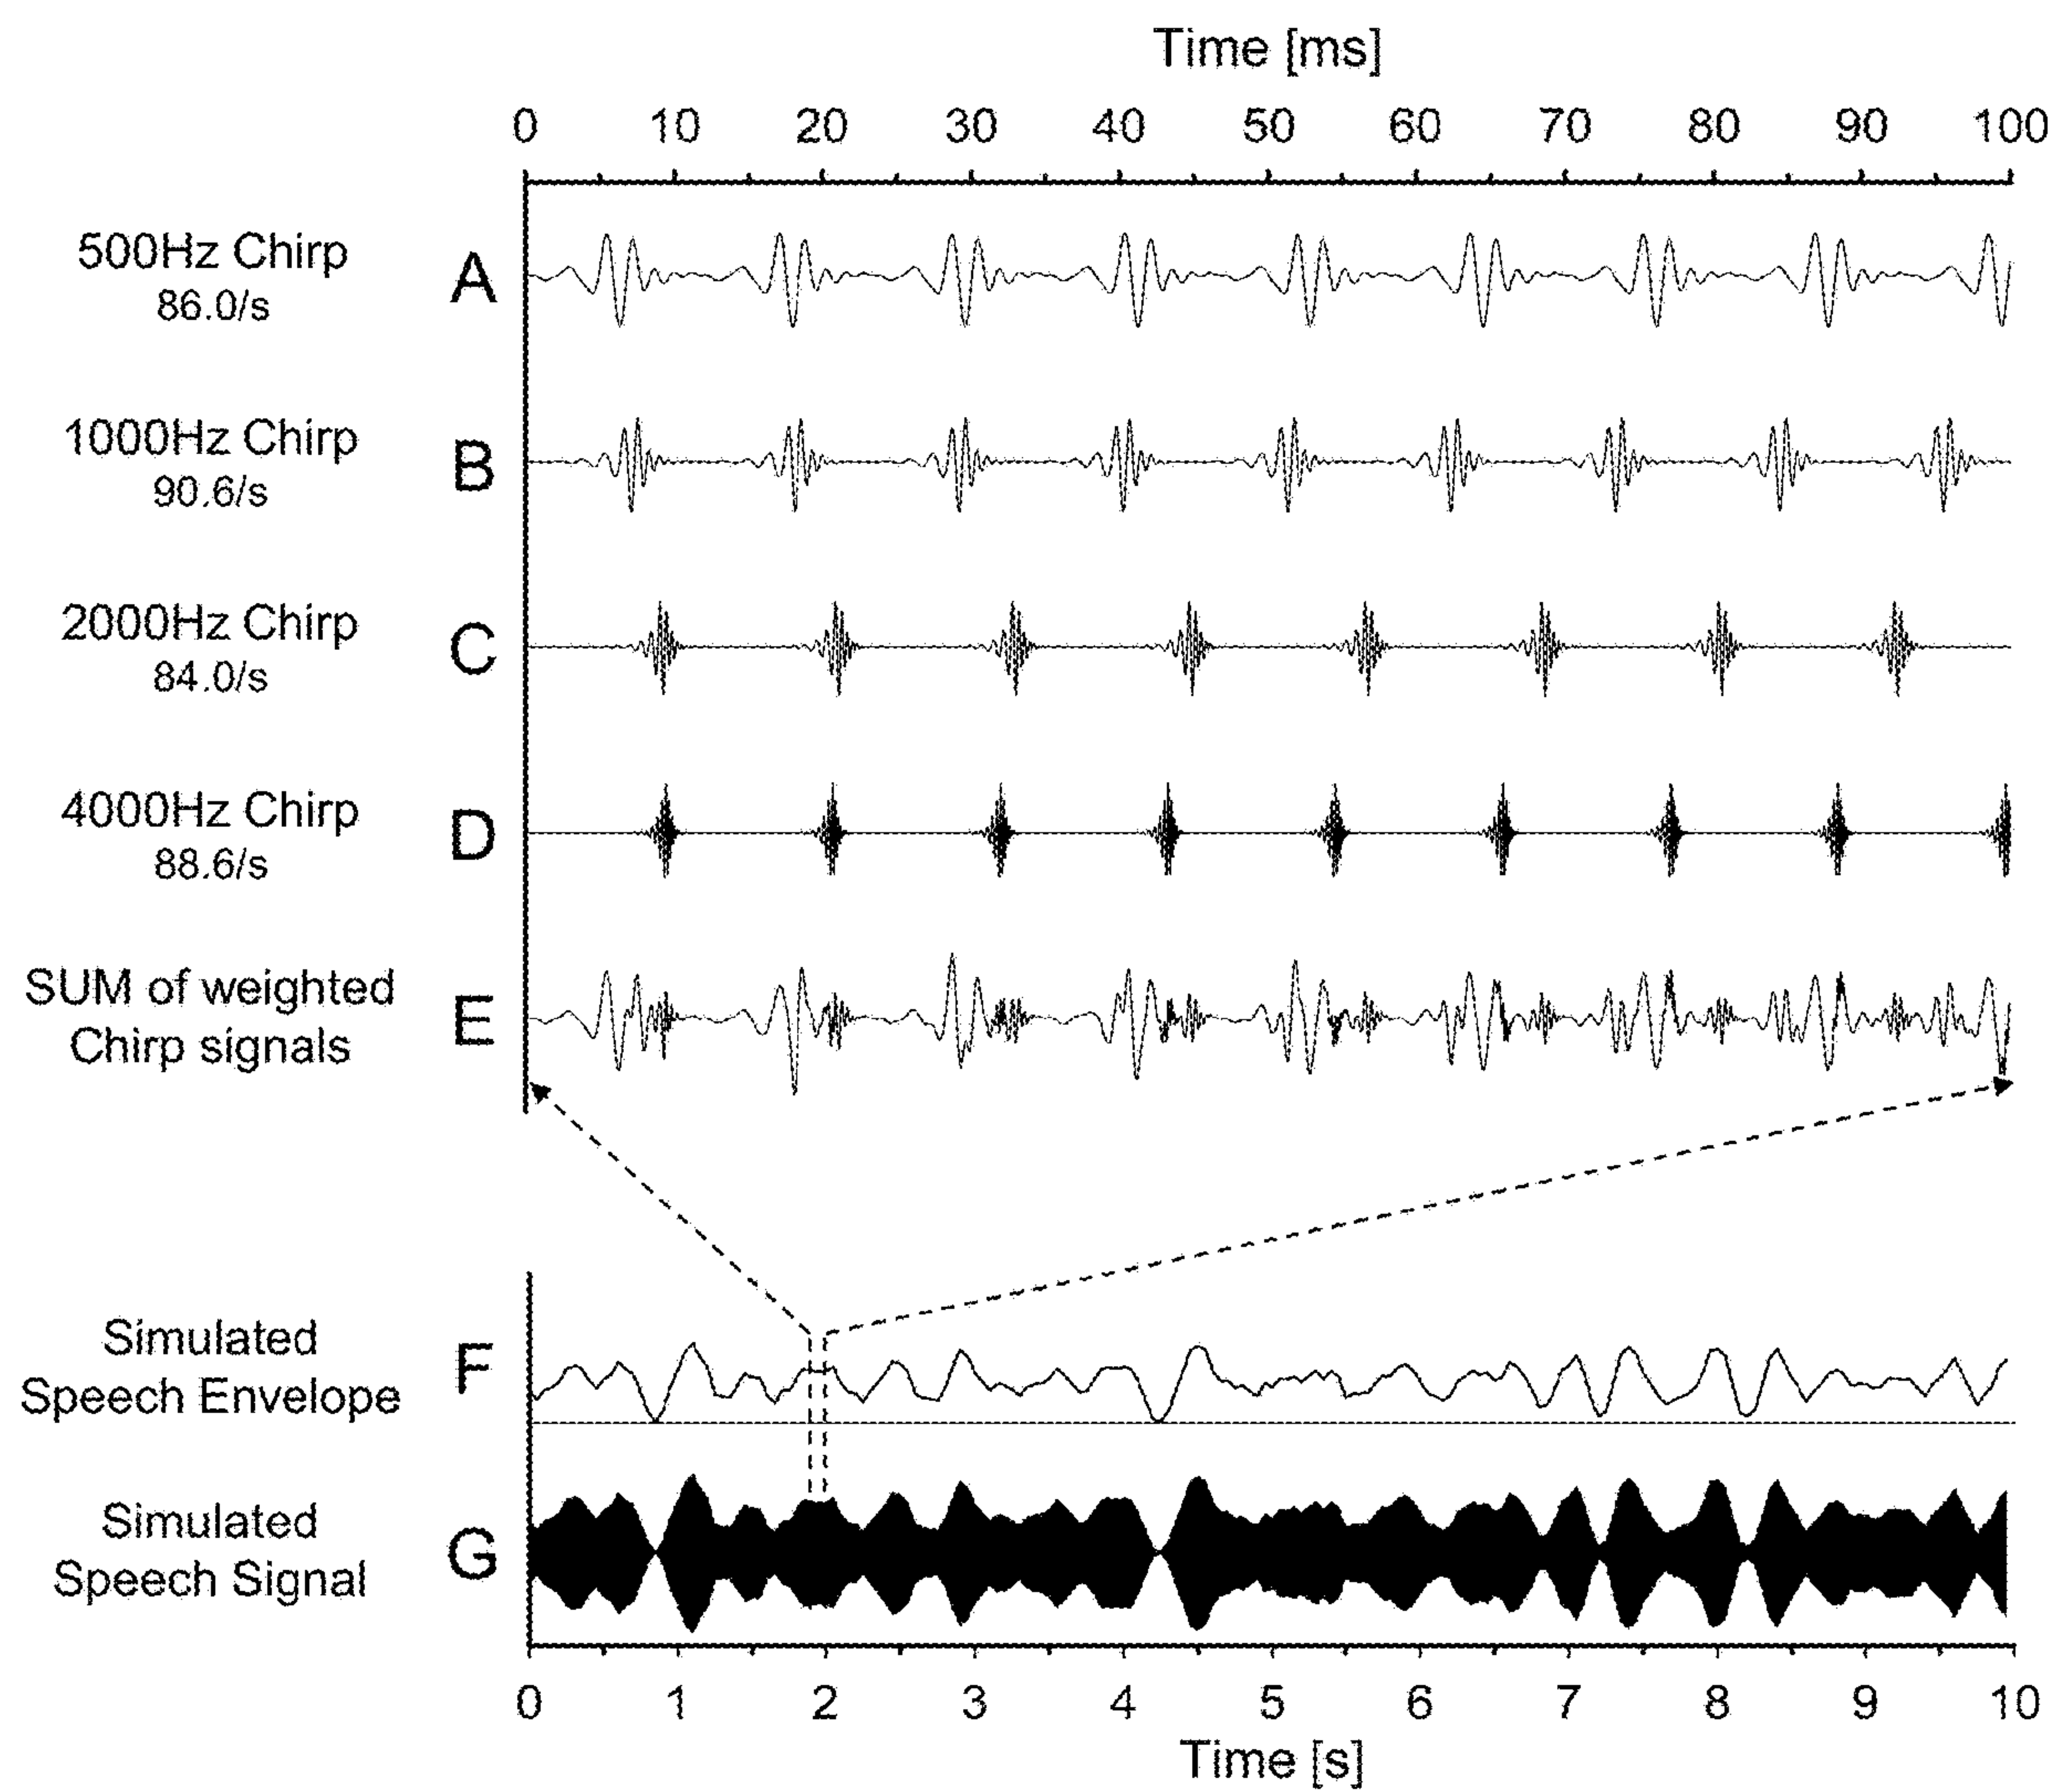 Time [ms]
0 10 20 30 40 50 60 70 80 90 100
500Hz Chirp
86.0/s
A
1000Hz Chirp
90.6/s
B
2000Hz Chirp
84.0/s
C
4000Hz Chirp
88.6/s
D
SUM of weighted
Chirp signals
E
Simulated
Speech Envelope
F
Simulated
Speech Signal
G
0 1 2 3 4 5 6 7 8 9 10
Time [s]